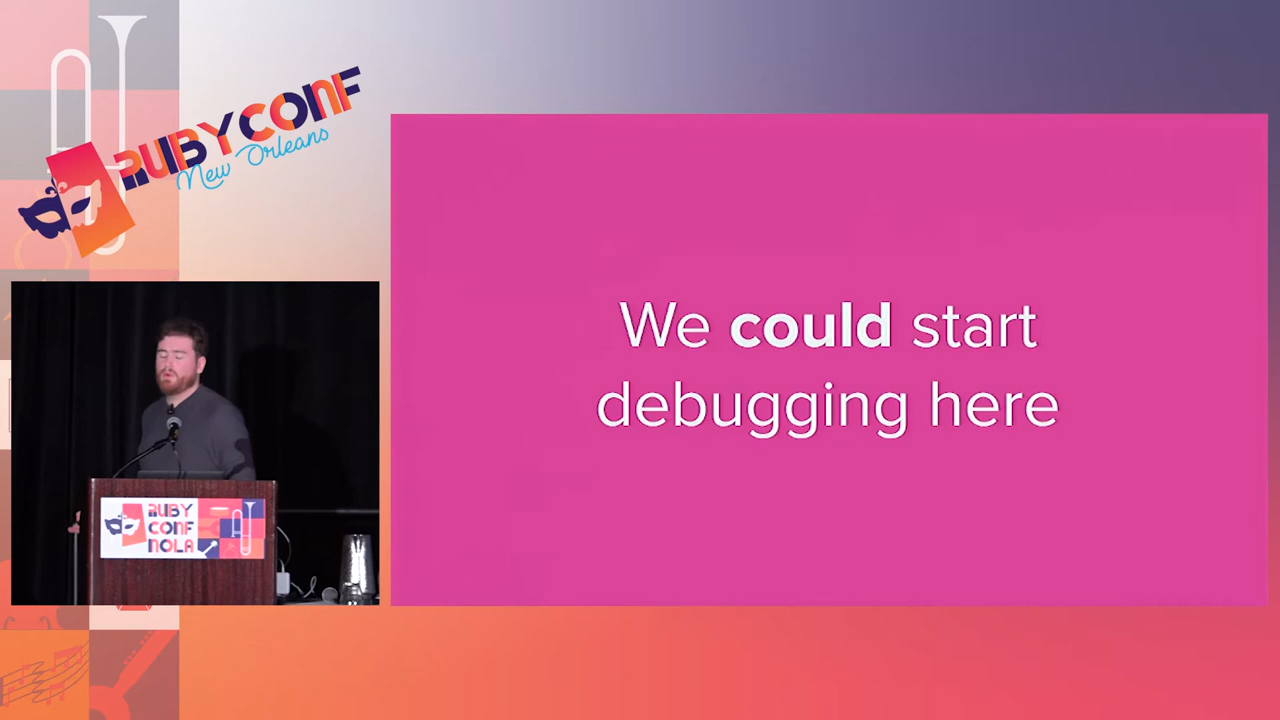 RUBYCONF
New Orleans
We could start
debugging here
RUBY
CONF
NOLA